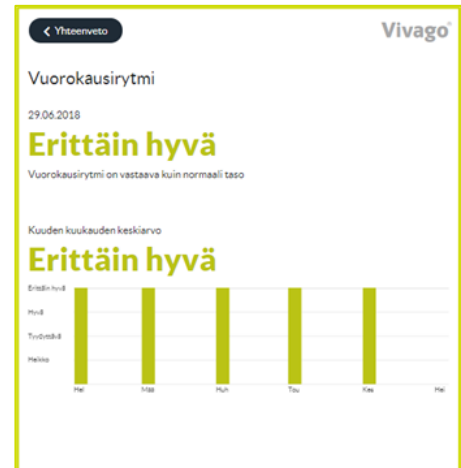 Yhteenveto
Vivago
Vuorokausirytmi
29.06.2018
Erittäin hyvä
Vuorokausirytmi on vastaava kuin normaali taso
Kuuden kuukauden keskiarvo
Erittäin hyvä
Erittäin hyvä
Hyvä
Tyydyttävä
Heikko
Hel Maa Huh Tou Kes Hei